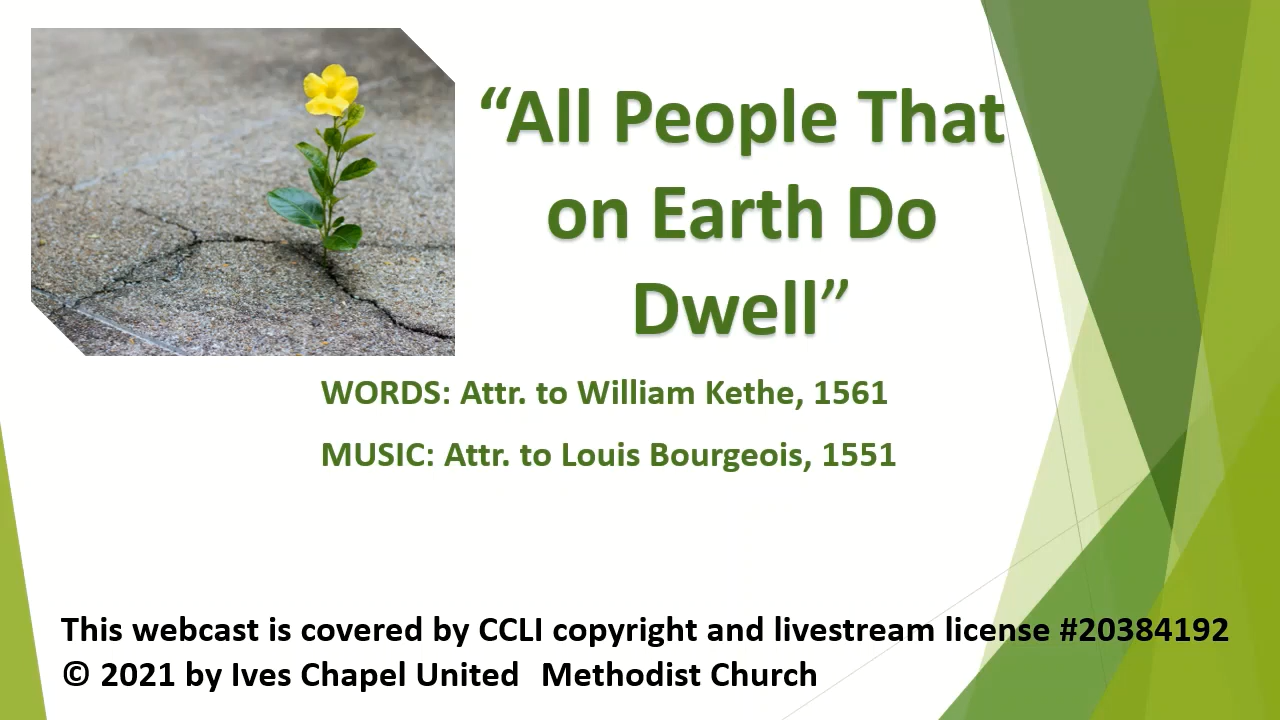 “All People That
on Earth Do
Dwell”
WORDS: Attr. to William Kethe, 1561
MUSIC: Attr. to Louis Bourgeois, 1551
This webcast is covered by CCLI copyright and livestream license #20384192
© 2021 by Ives Chapel United  Methodist Church